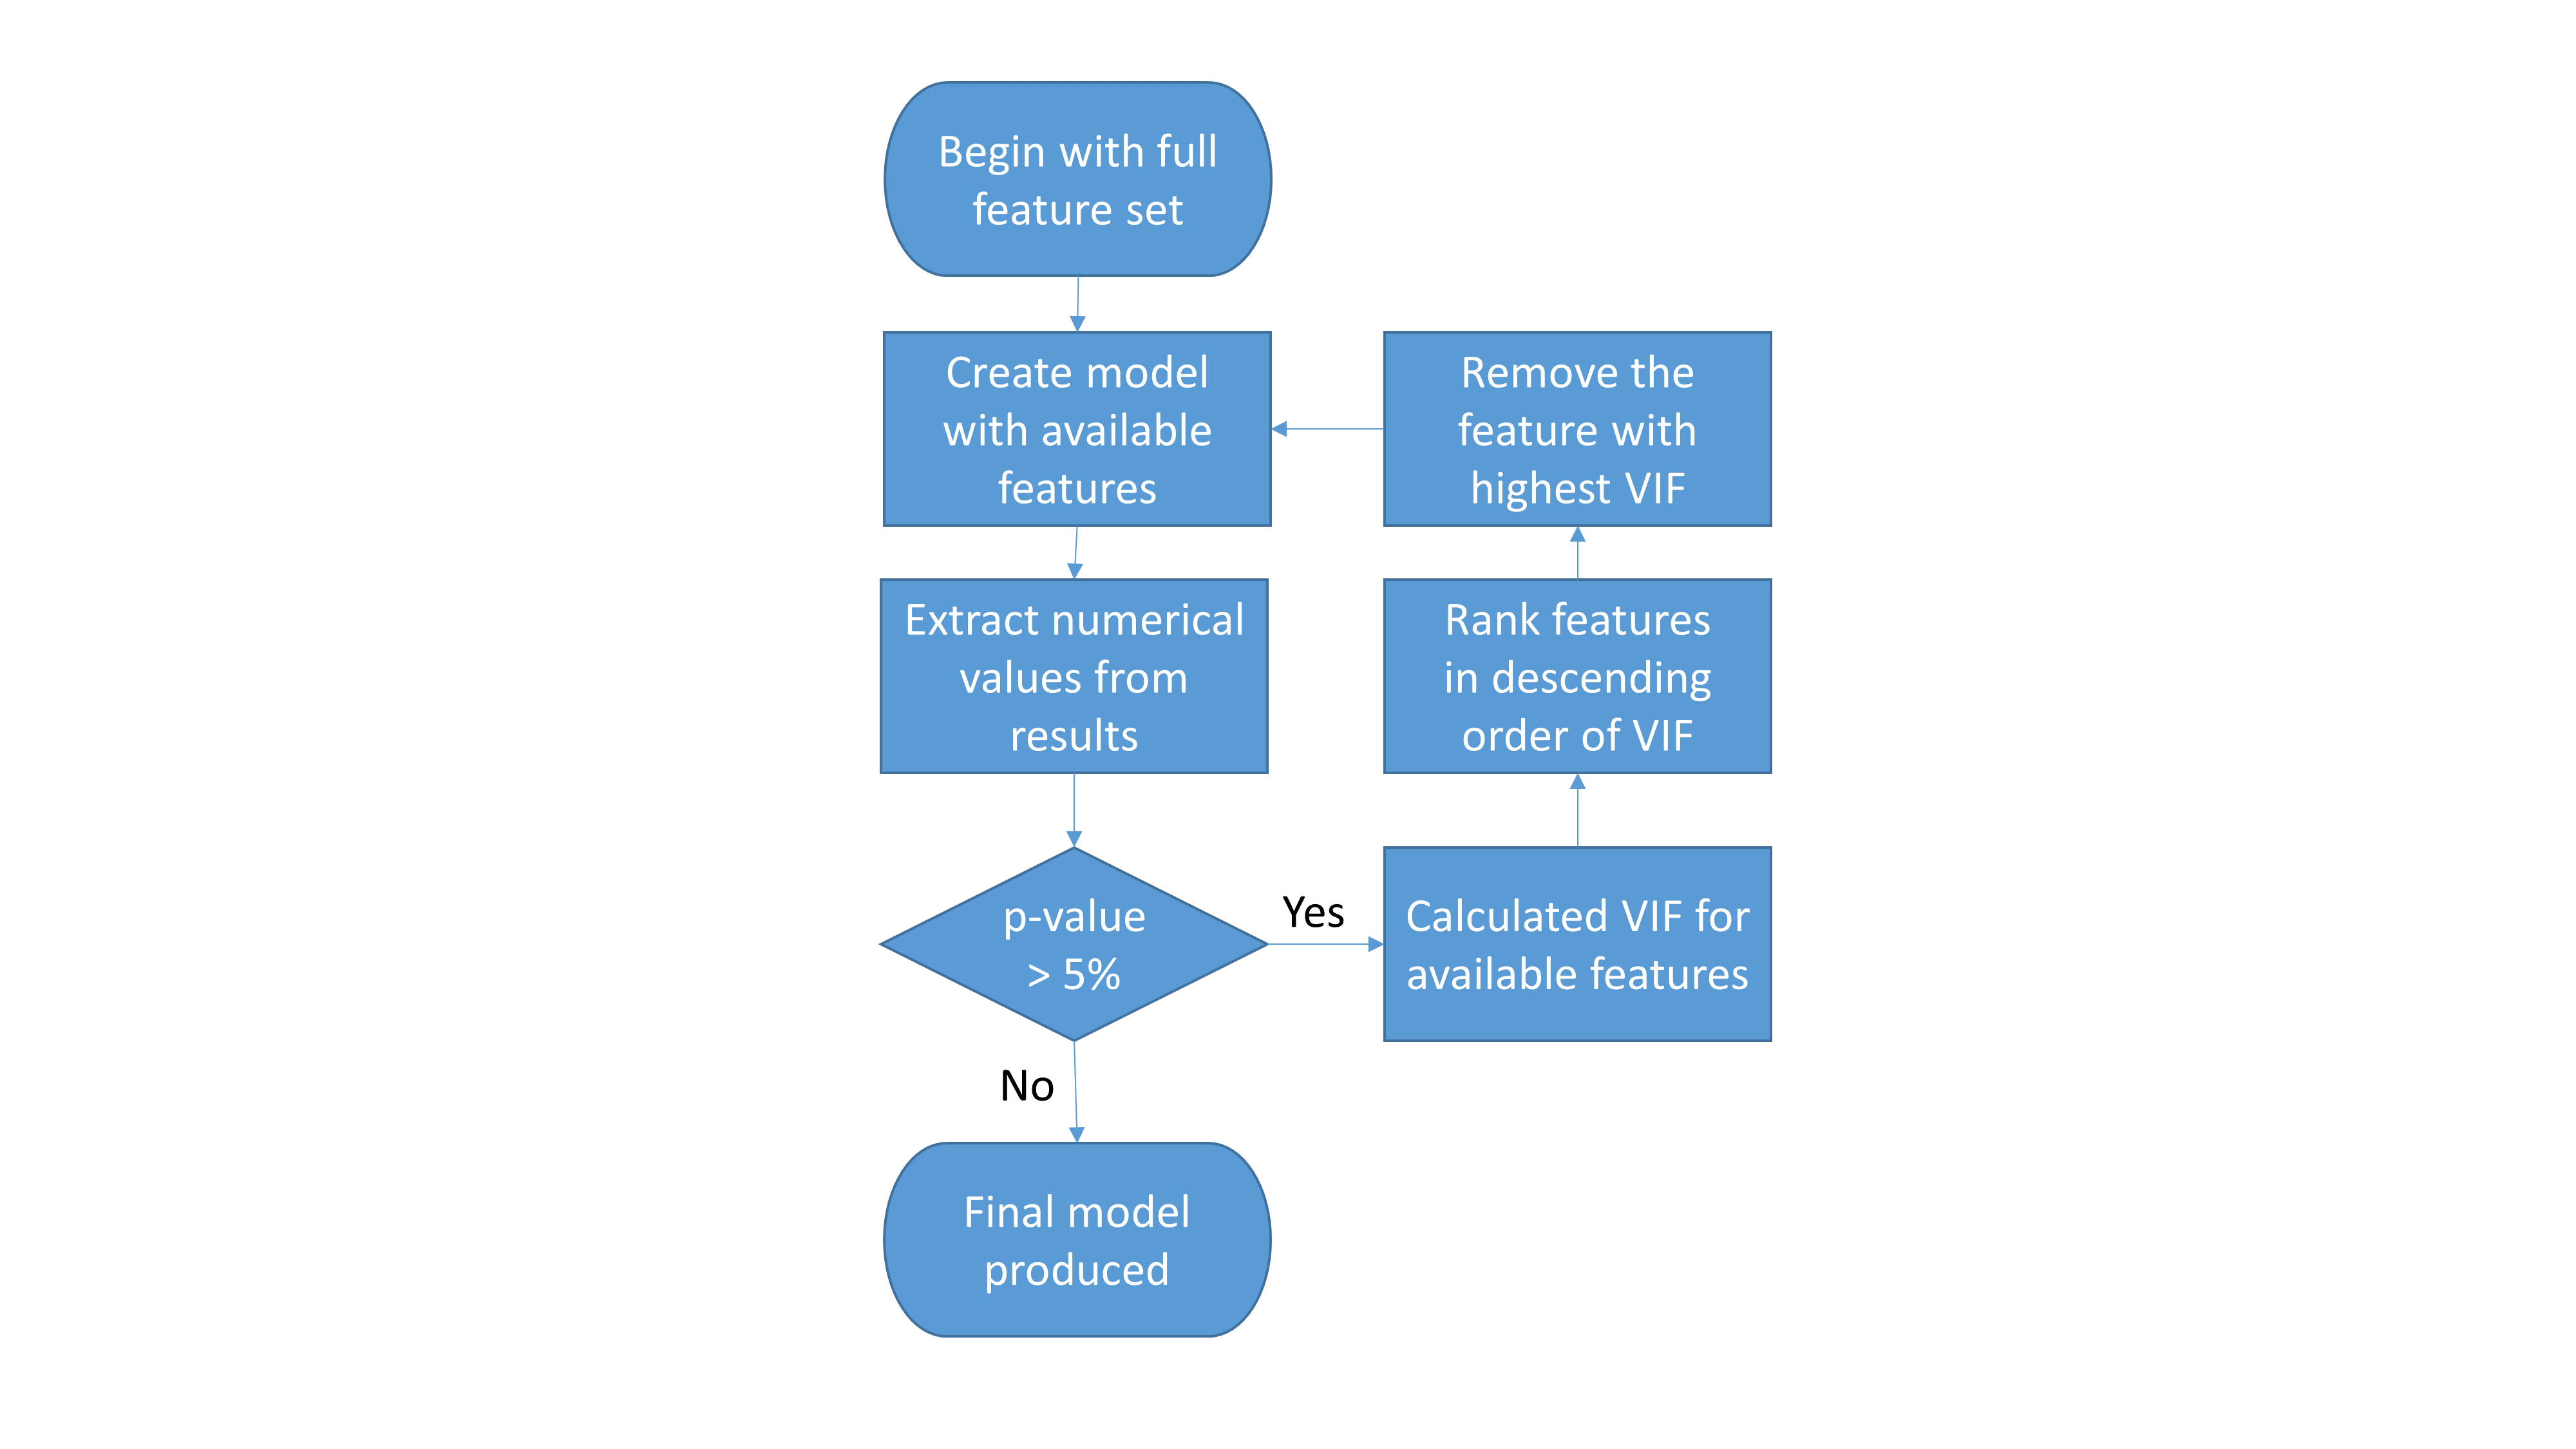 Begin with full
feature set
Create model
with available
features
Remove the
feature with
highest VIF
Extract numerical
values from
results
Rank features
in descending
order of VIF
p-value
> 5%
Yes
Calculated VIF for
available features
No
Final model
produced